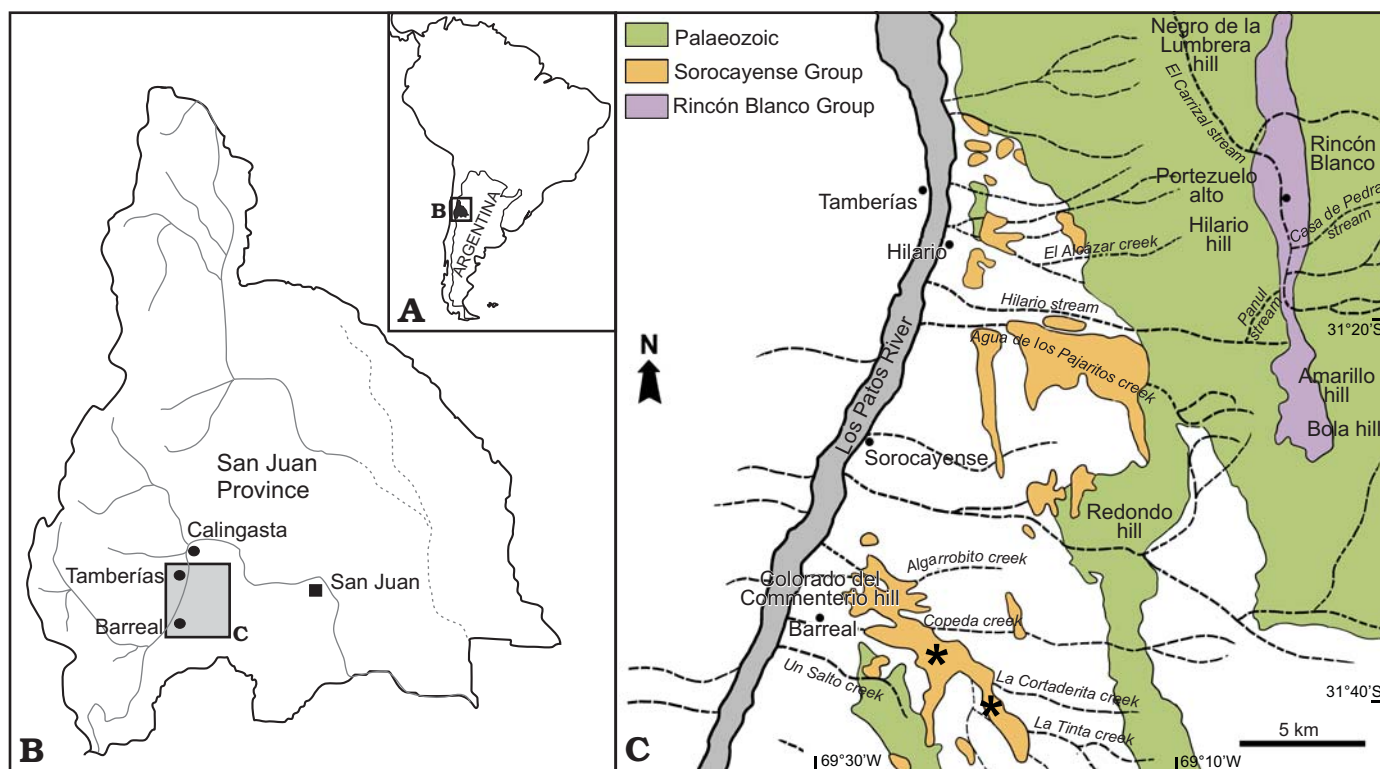 B
ARGENTINA
A
San Juan
Province
Calingasta
Tamberías
San Juan
Barreal
C
B
Palaeozoic
Sorocayense Group
Rincón Blanco Group
Negro de la
Lumbrera
hill
El Carrizal stream
Rincón
Blanco
Portezuelo
alto
Tamberías
Casa de Pedra
stream
Hilario
hill
Hilario
El Alcázar creek
Hilario stream
Panul
stream
31°20'S
Agua de los Pajaritos creek
N
Los Patos River
Amarillo
hill
Bola hill
Sorocayense
Redondo
hill
Algarrobito creek
Colorado del
Commenterio hill
Barreal
Copeda creek
*
Un Salto creek
La Cortaderita creek
31°40'S
*
La Tinta creek
5 km
C
69°30'W
69°10'W